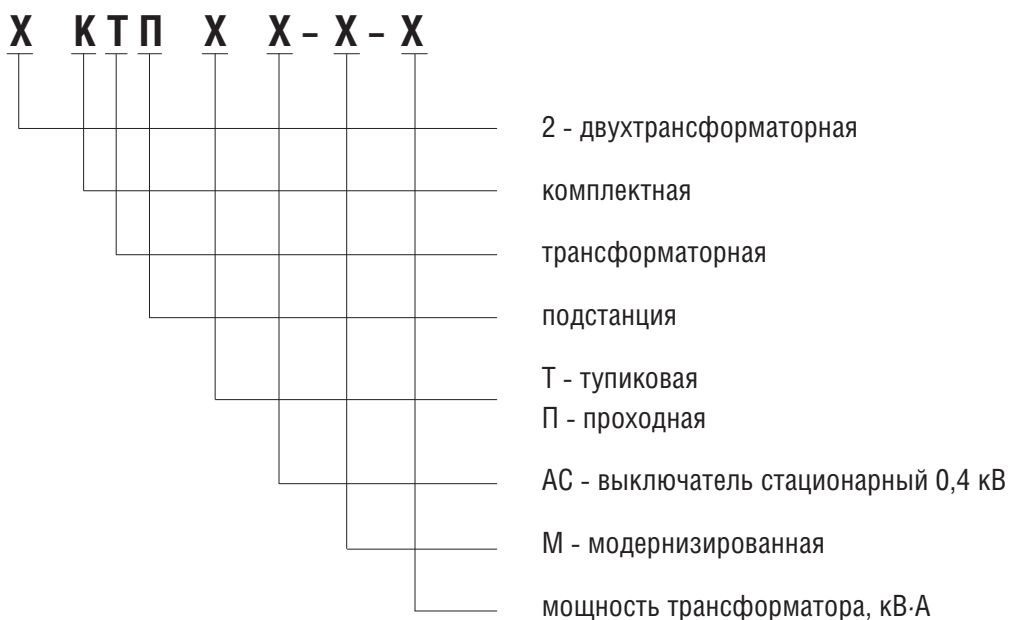 Х КТП Х Х - Х - Х
2 - двухтрансформаторная
комплектная
трансформаторная
подстанция
Т - тупиковая
П - проходная
АС - выключатель стационарный 0,4 кВ
М - модернизированная
мощность трансформатора, кВ·А